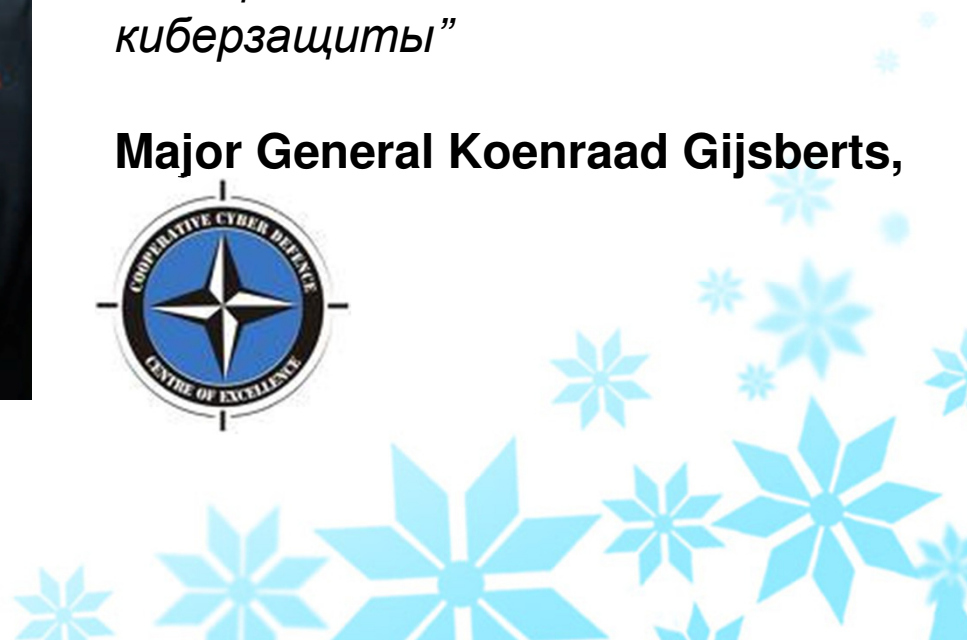 киберзащиты”
Major General Koenraad Gijsberts,
COOPERATIVE CYBER DEFENCE
CENTRE OF EXCELLENCE